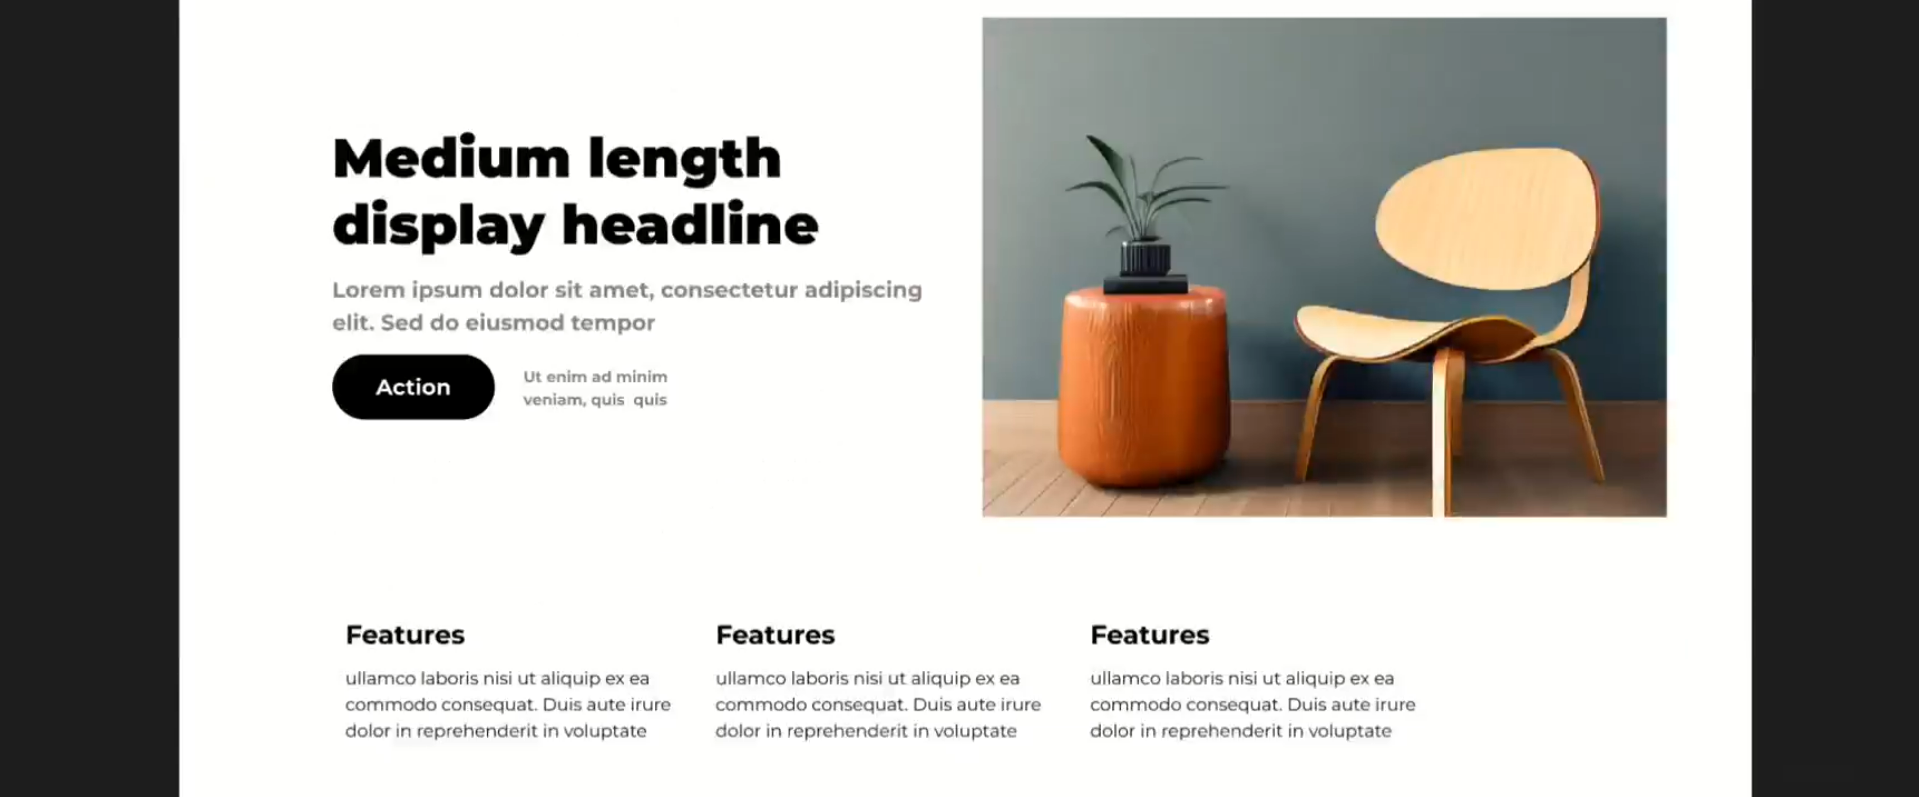 Medium length
display headline
Lorem ipsum dolor sit amet, consectetur adipiscing
elit. Sed do eiusmod tempor
Action
Ut enim ad minim
veniam, quis  quis
Features
ullamco laboris nisi ut aliquip ex ea
commodo consequat. Duis aute irure
dolor in reprehenderit in voluptate
Features
ullamco laboris nisi ut aliquip ex ea
commodo consequat. Duis aute irure
dolor in reprehenderit in voluptate
Features
ullamco laboris nisi ut aliquip ex ea
commodo consequat. Duis aute irure
dolor in reprehenderit in voluptate